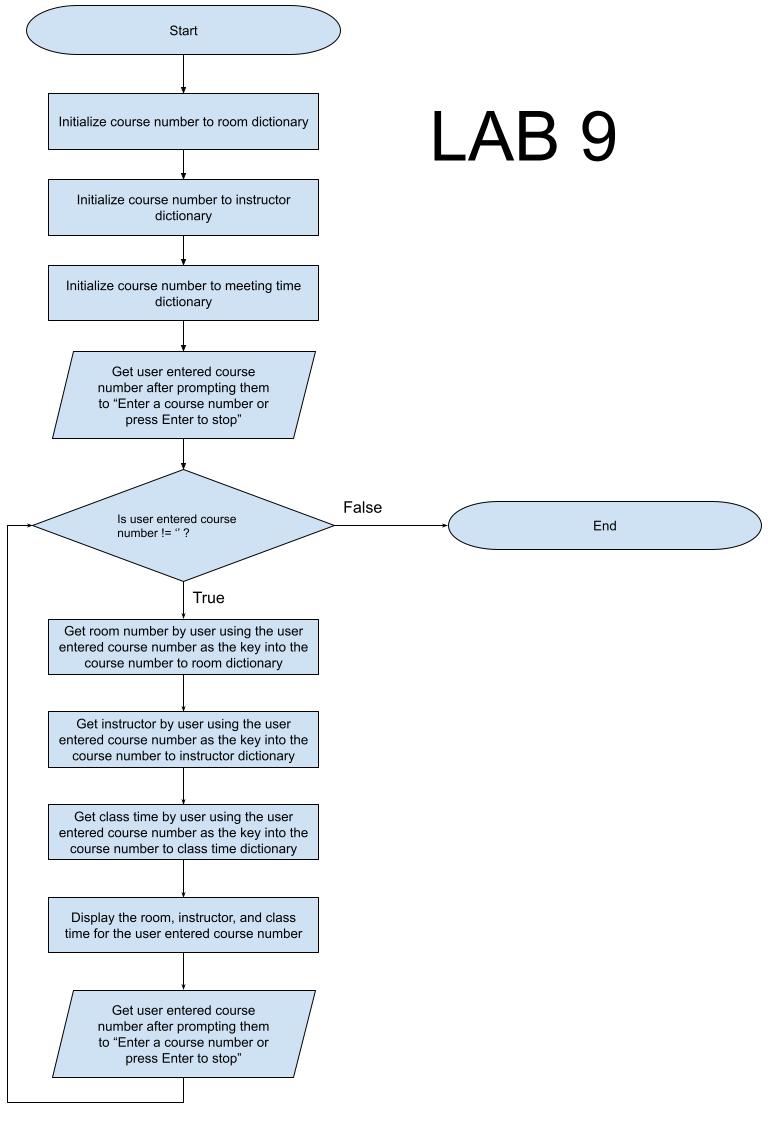 Start
LAB 9
Initialize course number to room dictionary
Initialize course number to instructor
dictionary
Initialize course number to meeting time
dictionary
Get user entered course
number after prompting them
to “Enter a course number or
press Enter to stop”
Is user entered course
number != ‘’ ?
False
End
True
Get room number by user using the user
entered course number as the key into the
course number to room dictionary
Get instructor by user using the user
entered course number as the key into the
course number to instructor dictionary
Get class time by user using the user
entered course number as the key into the
course number to class time dictionary
Display the room, instructor, and class
time for the user entered course number
Get user entered course
number after prompting them
to “Enter a course number or
press Enter to stop”